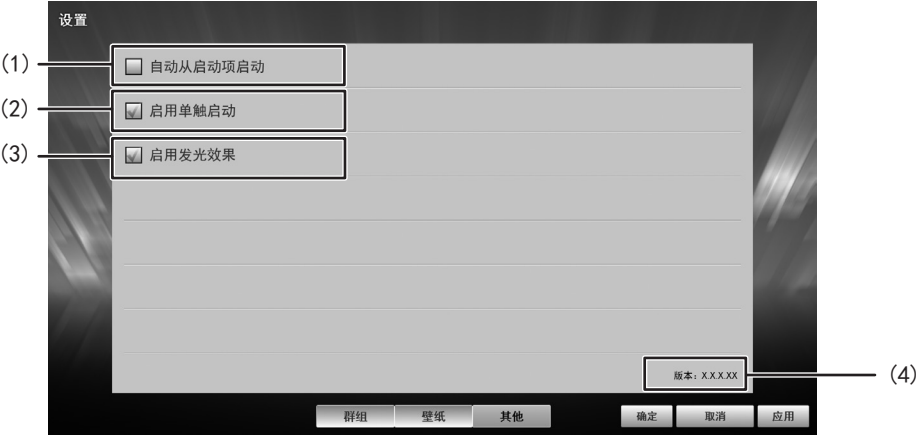 设置
(1)
自动从启动项启动
(2)
启用单触启动
(3)
启用发光效果
版本：X.X.X.XX
(4)
群组 壁纸 其他 确定 取消 应用